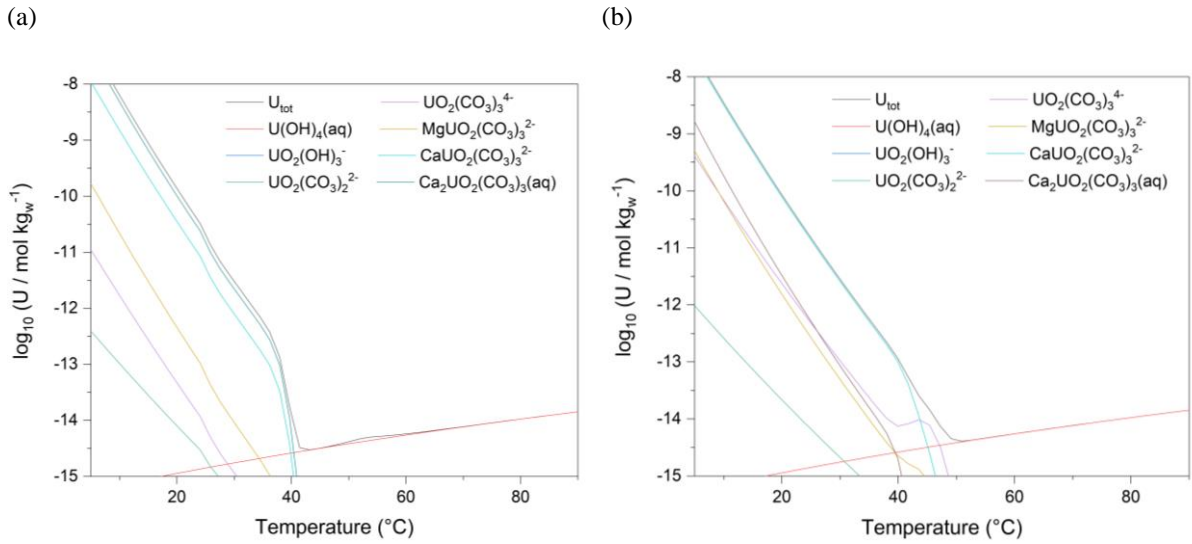 (a)
(b)
U_tot
UO₂(CO₃)₃⁴⁻
U(OH)₄(aq)
MgUO₂(CO₃)₃²⁻
UO₂(OH)₃⁻
CaUO₂(CO₃)₃²⁻
UO₂(CO₃)₂²⁻
Ca₂UO₂(CO₃)₃(aq)
-8
-9
-10
-11
-12
-13
-14
-15
20
40
60
80
log₁₀ (U / mol kg_w⁻¹)
Temperature (°C)
U_tot
UO₂(CO₃)₃⁴⁻
U(OH)₄(aq)
MgUO₂(CO₃)₃²⁻
UO₂(OH)₃⁻
CaUO₂(CO₃)₃²⁻
UO₂(CO₃)₂²⁻
Ca₂UO₂(CO₃)₃(aq)
-8
-9
-10
-11
-12
-13
-14
-15
20
40
60
80
log₁₀ (U / mol kg_w⁻¹)
Temperature (°C)